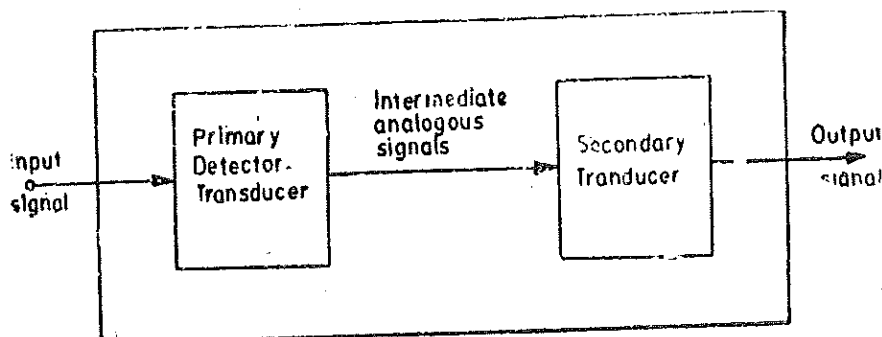 Input
signal
Primary
Detector-
Transducer
Intermediate
analogous
signals
Secondary
Tranducer
Output
signal